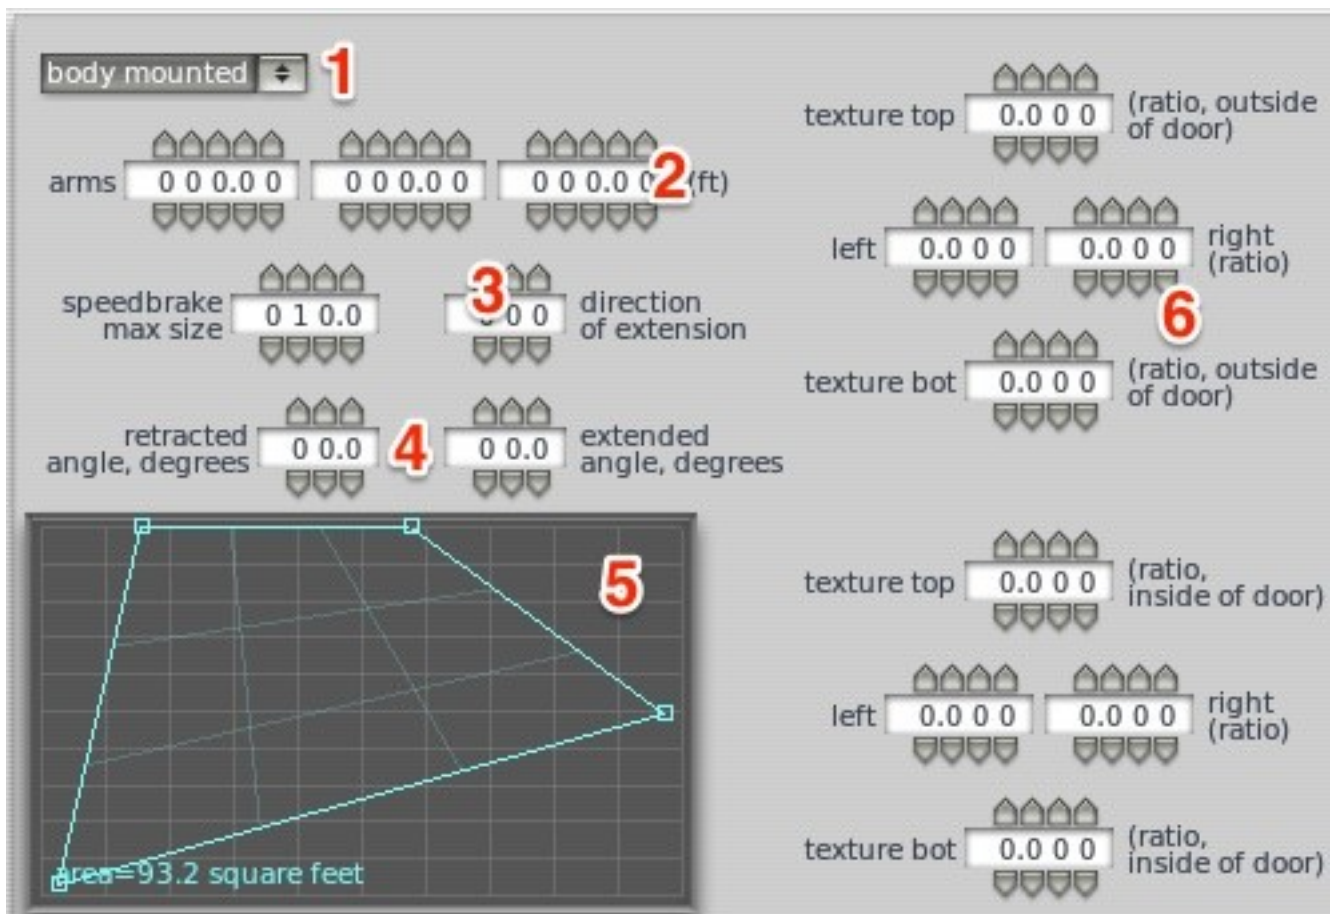 body mounted
1
arms 0 0 0.0 0 0 0 0.0 0 0 0 0.0 (ft)
2
speedbrake
max size
0 1 0.0
3
0 0
direction
of extension
retracted
angle, degrees
0 0.0
4
0 0.0
extended
angle, degrees
5
area=93.2 square feet
texture top 0.0 0 0 (ratio, outside
of door)
left 0.0 0 0 0.0 0 0 right
(ratio)
6
texture bot 0.0 0 0 (ratio, outside
of door)
texture top 0.0 0 0 (ratio,
inside of door)
left 0.0 0 0 0.0 0 0 right
(ratio)
texture bot 0.0 0 0 (ratio,
inside of door)